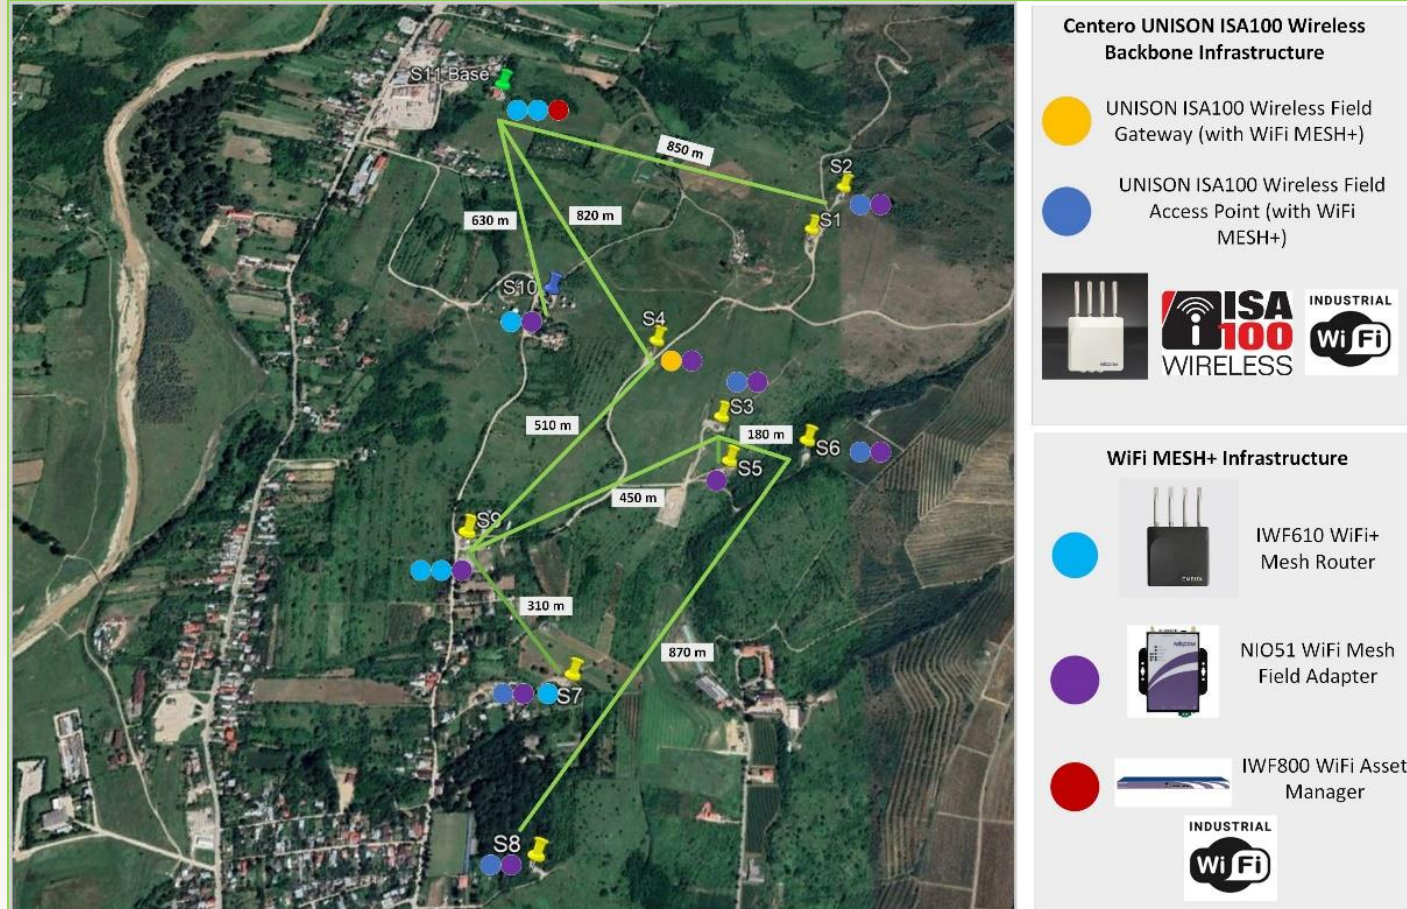 S11 Base
850 m
S2
S1
630 m
820 m
S10
S4
S3
180 m
S6
S5
510 m
450 m
S9
310 m
870 m
S7
S8
Centero UNISON ISA100 Wireless
Backbone Infrastructure
UNISON ISA100 Wireless Field
Gateway (with WiFi MESH+)
UNISON ISA100 Wireless Field
Access Point (with WiFi
MESH+)
ISA
100
WIRELESS
INDUSTRIAL
Wi Fi
WiFi MESH+ Infrastructure
IWF610 WiFi+
Mesh Router
NIO51 WiFi Mesh
Field Adapter
IWF800 WiFi Asset
Manager
INDUSTRIAL
Wi Fi